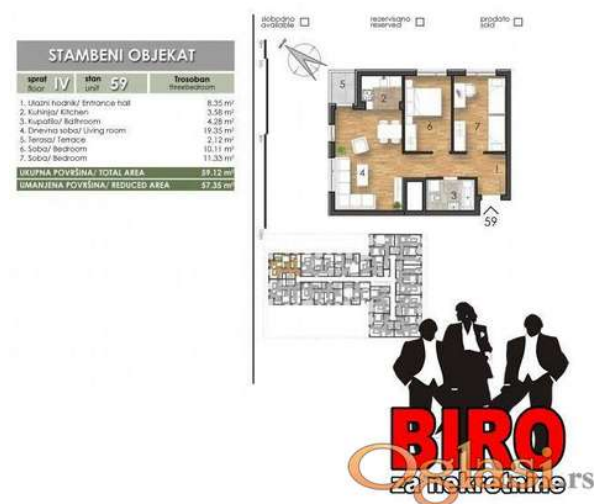 slobodno
available
rezervisano
reserved
prodato
sold
STAMBENI OBJEKAT
sprat
floor
IV
stan
unit
59
Trosoban
threebedroom
1. Ulazni hodnik/ Entrance hall 8.35 m²
2. Kuhinja/ Kitchen 3.58 m²
3. Kupatilo/ Bathroom 4.28 m²
4. Dnevna soba/ Living room 19.35 m²
5. Terasa/ Terrace 2.12 m²
6. Soba/ Bedroom 10.11 m²
7. Soba/ Bedroom 11.33 m²
UKUPNA POVRŠINA/ TOTAL AREA 59.12 m²
UMANJENA POVRŠINA/ REDUCED AREA 57.35 m²
5
2
6
7
4
3
1
59
BIRO
za nekretnine
Oglasi.rs